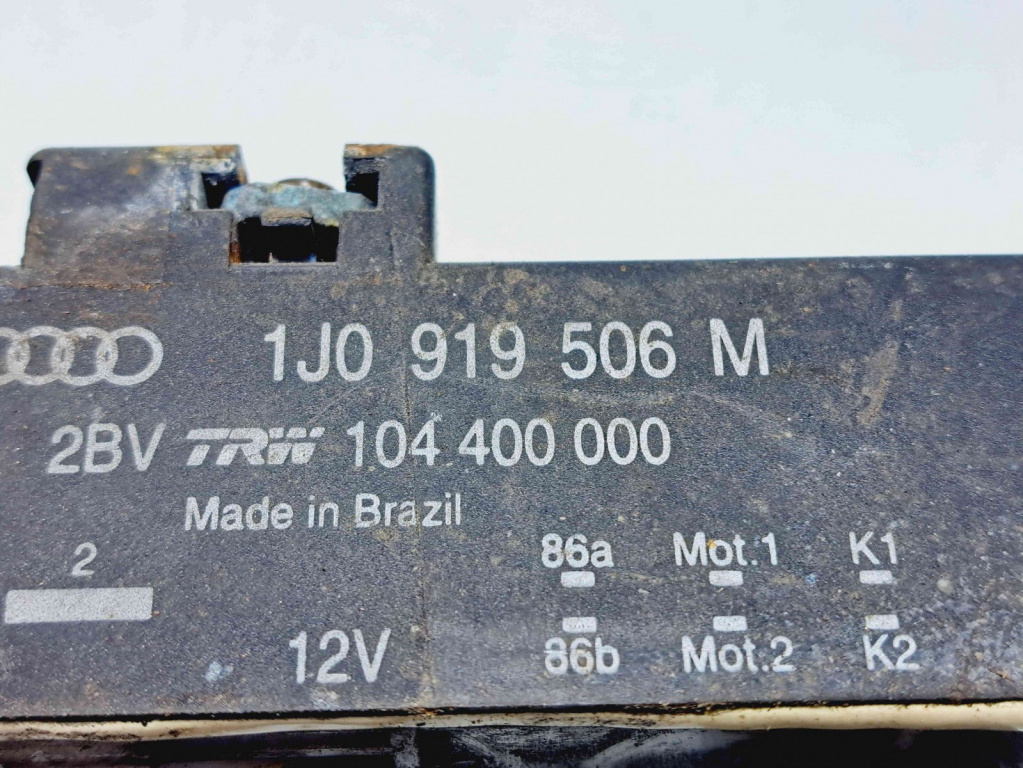 1J0 919 506 M
2BV TRW 104 400 000
Made in Brazil
2
86a Mot.1 K1
12V
86b Mot.2 K2